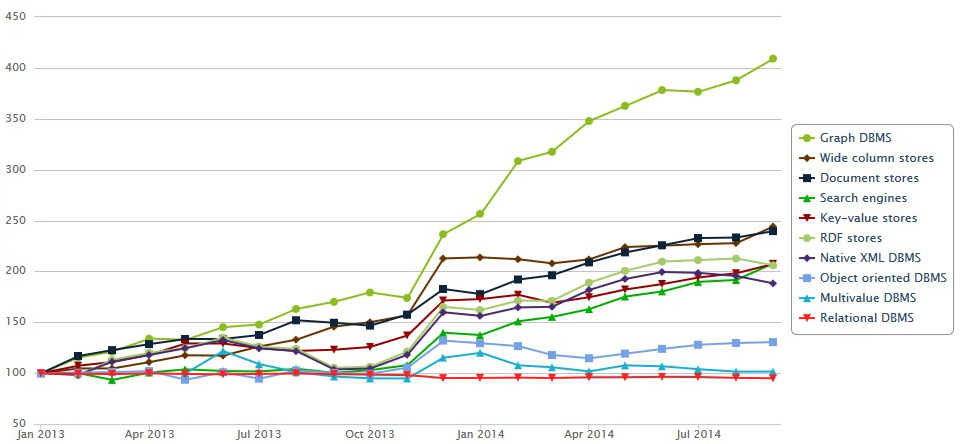 450
400
350
300
250
200
150
100
50
Jan 2013 Apr 2013 Jul 2013 Oct 2013 Jan 2014 Apr 2014 Jul 2014
Graph DBMS
Wide column stores
Document stores
Search engines
Key-value stores
RDF stores
Native XML DBMS
Object oriented DBMS
Multivalue DBMS
Relational DBMS